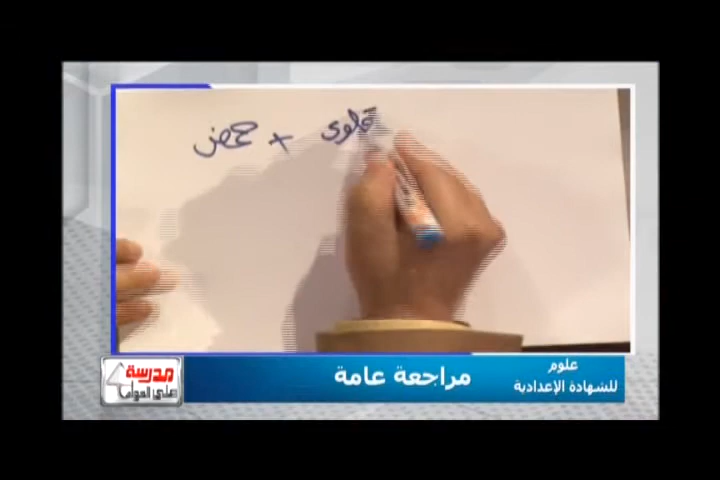 قلوى + حمض
علوم
للشهادة الإعدادية
مراجعة عامة
مدرسة
على الهواء